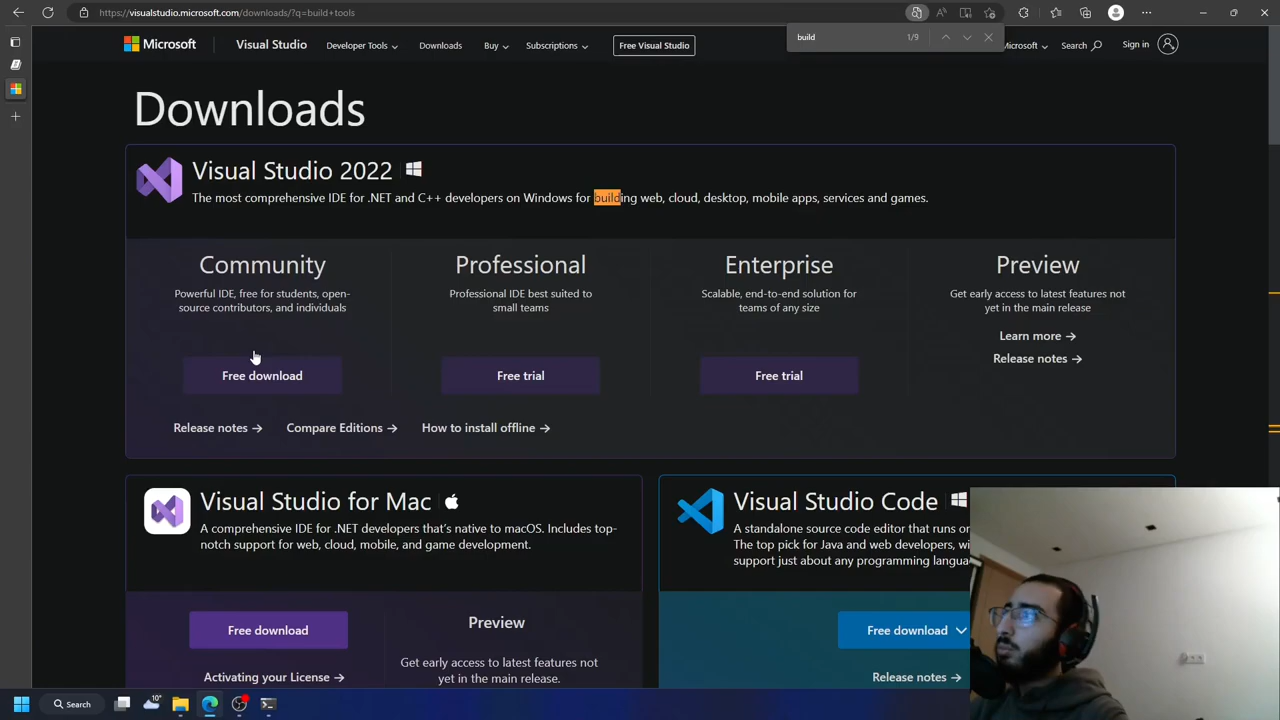 https://visualstudio.microsoft.com/downloads/?q=build+tools
build 1/9
Microsoft Visual Studio Developer Tools Downloads Buy Subscriptions Free Visual Studio Microsoft Search Sign in
Downloads
Visual Studio 2022
The most comprehensive IDE for .NET and C++ developers on Windows for building web, cloud, desktop, mobile apps, services and games.
Community
Powerful IDE, free for students, open-
source contributors, and individuals
Free download
Professional
Professional IDE best suited to
small teams
Free trial
Enterprise
Scalable, end-to-end solution for
teams of any size
Free trial
Preview
Get early access to latest features not
yet in the main release
Learn more →
Release notes →
Release notes → Compare Editions → How to install offline →
Visual Studio for Mac
A comprehensive IDE for .NET developers that's native to macOS. Includes top-
notch support for web, cloud, mobile, and game development.
Free download
Activating your License →
Preview
Get early access to latest features not
yet in the main release.
Visual Studio Code
A standalone source code editor that runs on
The top pick for Java and web developers,
support just about any programming
Free download
Release notes →
10°
Search